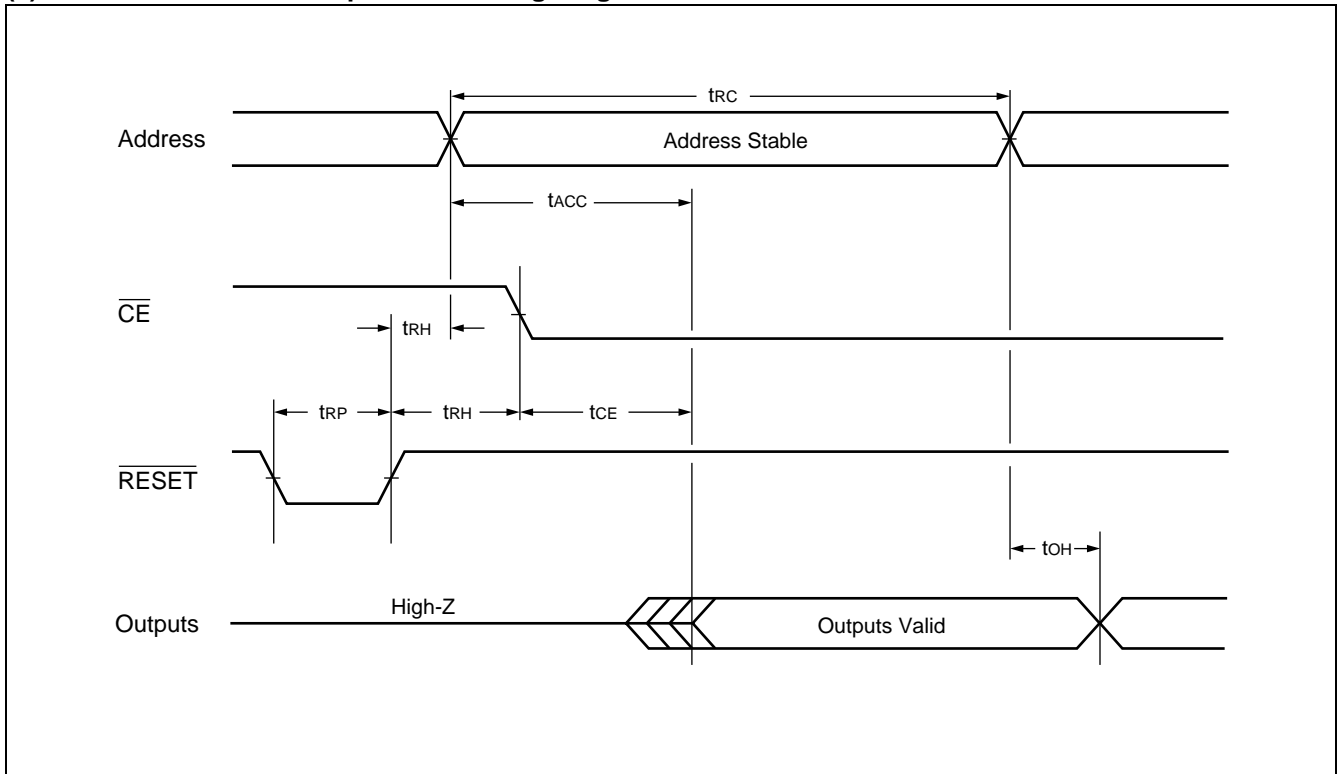 tRC
Address
Address Stable
tACC
CE
tRH
tRP
tRH
tCE
RESET
tOH
High-Z
Outputs
Outputs Valid